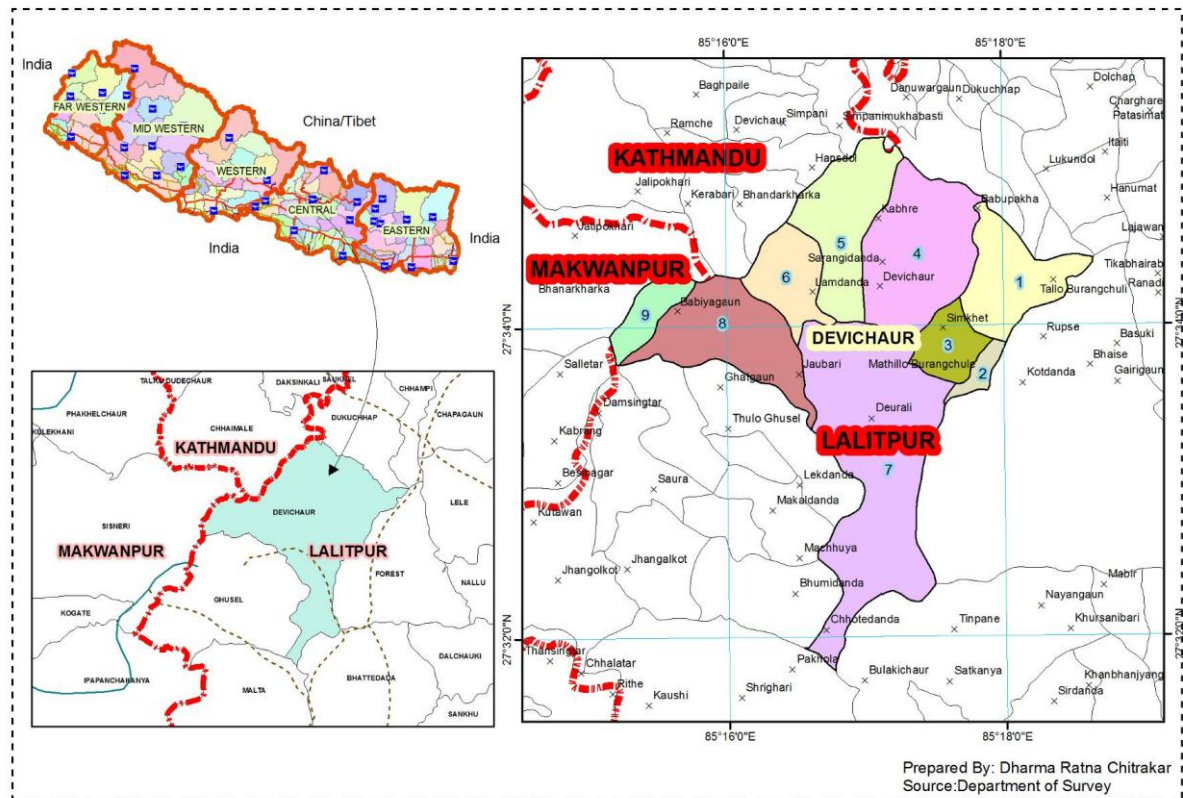 India
China/Tibet
FAR WESTERN
MID WESTERN
WESTERN
CENTRAL
EASTERN
India
India
TALKU DUDECHAUR
DAKSINKALI
SAUKHEL
CHHAMPI
PHAKHELCHAUR
DUKUCHHAP
CHAPAGAUN
KULEKHANI
CHHAIMALE
KATHMANDU
LELE
DEVICHAUR
SISNERI
MAKWANPUR
LALITPUR
FOREST
NALLU
GHUSEL
KOGATE
DALCHAUKI
IPAPANCHAKANYA
MALTA
BHATTEDADA
SANKHU
85°16'0"E
85°18'0"E
Baghpaile
Danuwargaun
Dukuchhap
Dolchap
Charghare
Patasimat
Ramche
Devichaur
Simpani
Simpanimukhabasti
Itaiti
KATHMANDU
Hansdol
Lukundol
Jalipokhari
Kerabari
Bhandarkharka
Hanumat
Kabhre
Babupakha
Jalipokhari
Lajawan
5
4
Sarangidanda
MAKWANPUR
6
Devichaur
1
Tikabhairab
Bhanarkharka
Lamdanda
Tallo Burangchuli
Ranadi
Babiyagaun
9
8
Simkhet
27°34'0"N
27°34'0"N
DEVICHAUR
3
Rupse
Basuki
Salletar
Jaubari
Mathillo Burangchule
2
Bhaise
Ghatgaun
Kotdanda
Gairigaun
Damsingtar
Thulo Ghusel
Deurali
Kabrang
LALITPUR
Besinagar
Saura
Lekdanda
7
Makaldanda
Kutawan
Machhuya
Jhangolkot
Jhangalkot
Mabir
Bhumidanda
Nayangaun
Chhotedanda
Tinpane
Khursanibari
27°32'0"N
27°32'0"N
Thansingtar
Chhalatar
Pakhola
Bulakichaur
Satkanya
Khanbhanjyang
Rithe
Kaushi
Shrighari
Sirdanda
85°16'0"E
85°18'0"E
Prepared By: Dharma Ratna Chitrakar
Source:Department of Survey